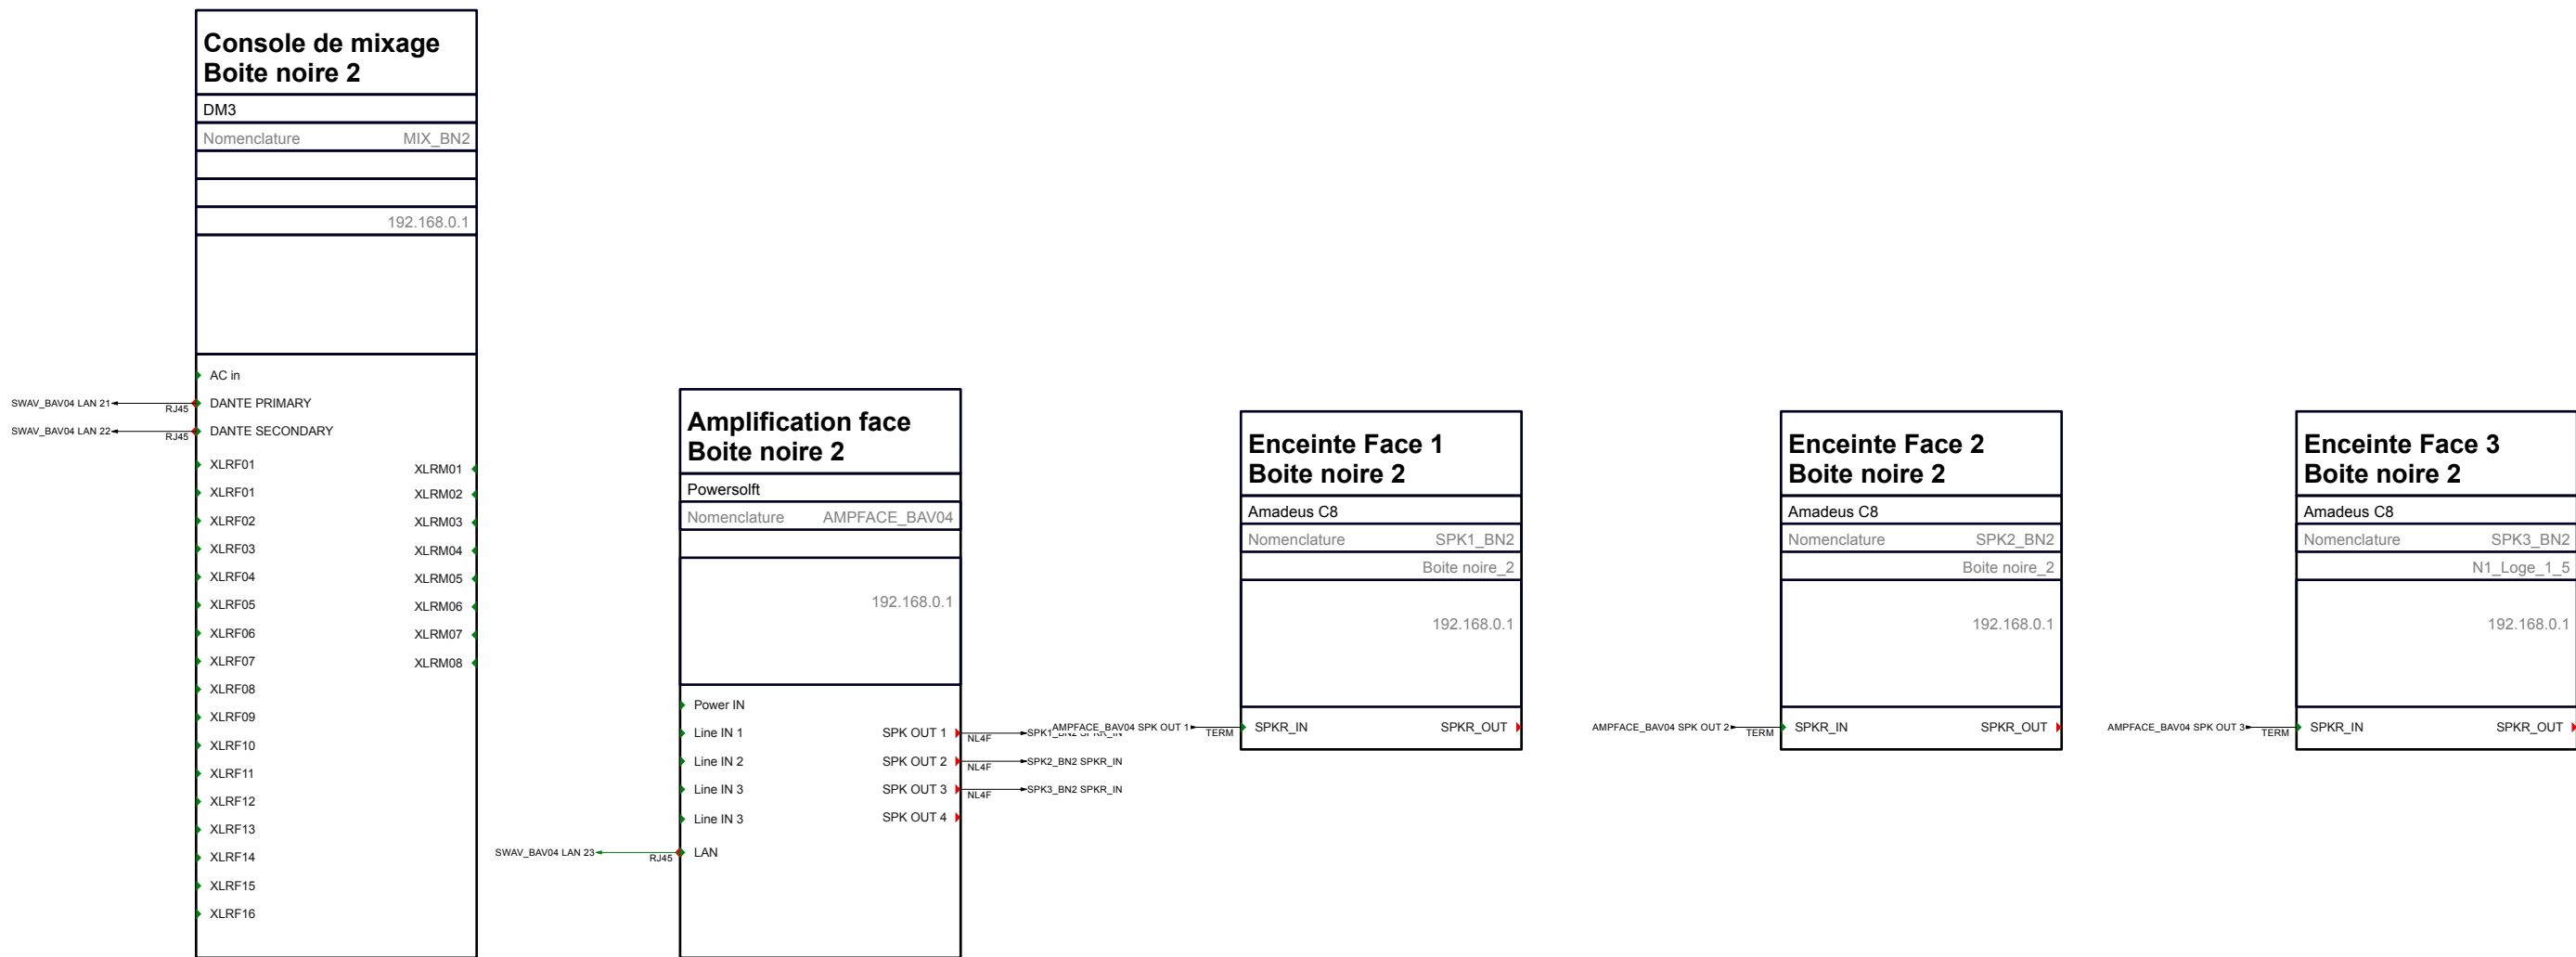 Console de mixage
Boite noire 2
DM3
Nomenclature MIX_BN2
192.168.0.1
AC in
SWAV_BAV04 LAN 21 RJ45 DANTE PRIMARY
SWAV_BAV04 LAN 22 RJ45 DANTE SECONDARY
XLRF01 XLRM01
XLRF01 XLRM02
XLRF02 XLRM03
XLRF03 XLRM04
XLRF04 XLRM05
XLRF05 XLRM06
XLRF06 XLRM07
XLRF07 XLRM08
XLRF08
XLRF09
XLRF10
XLRF11
XLRF12
XLRF13
XLRF14
XLRF15
XLRF16
Amplification face
Boite noire 2
Powersolft
Nomenclature AMPFACE_BAV04
192.168.0.1
Power IN
Line IN 1 SPK OUT 1 NL4F SPK1_BN2 SPKR_IN
Line IN 2 SPK OUT 2 NL4F SPK2_BN2 SPKR_IN
Line IN 3 SPK OUT 3 NL4F SPK3_BN2 SPKR_IN
Line IN 3 SPK OUT 4
SWAV_BAV04 LAN 23 RJ45 LAN
Enceinte Face 1
Boite noire 2
Amadeus C8
Nomenclature SPK1_BN2
Boite noire_2
192.168.0.1
AMPFACE_BAV04 SPK OUT 1 TERM SPKR_IN SPKR_OUT
Enceinte Face 2
Boite noire 2
Amadeus C8
Nomenclature SPK2_BN2
Boite noire_2
192.168.0.1
AMPFACE_BAV04 SPK OUT 2 TERM SPKR_IN SPKR_OUT
Enceinte Face 3
Boite noire 2
Amadeus C8
Nomenclature SPK3_BN2
N1_Loge_1_5
192.168.0.1
AMPFACE_BAV04 SPK OUT 3 TERM SPKR_IN SPKR_OUT